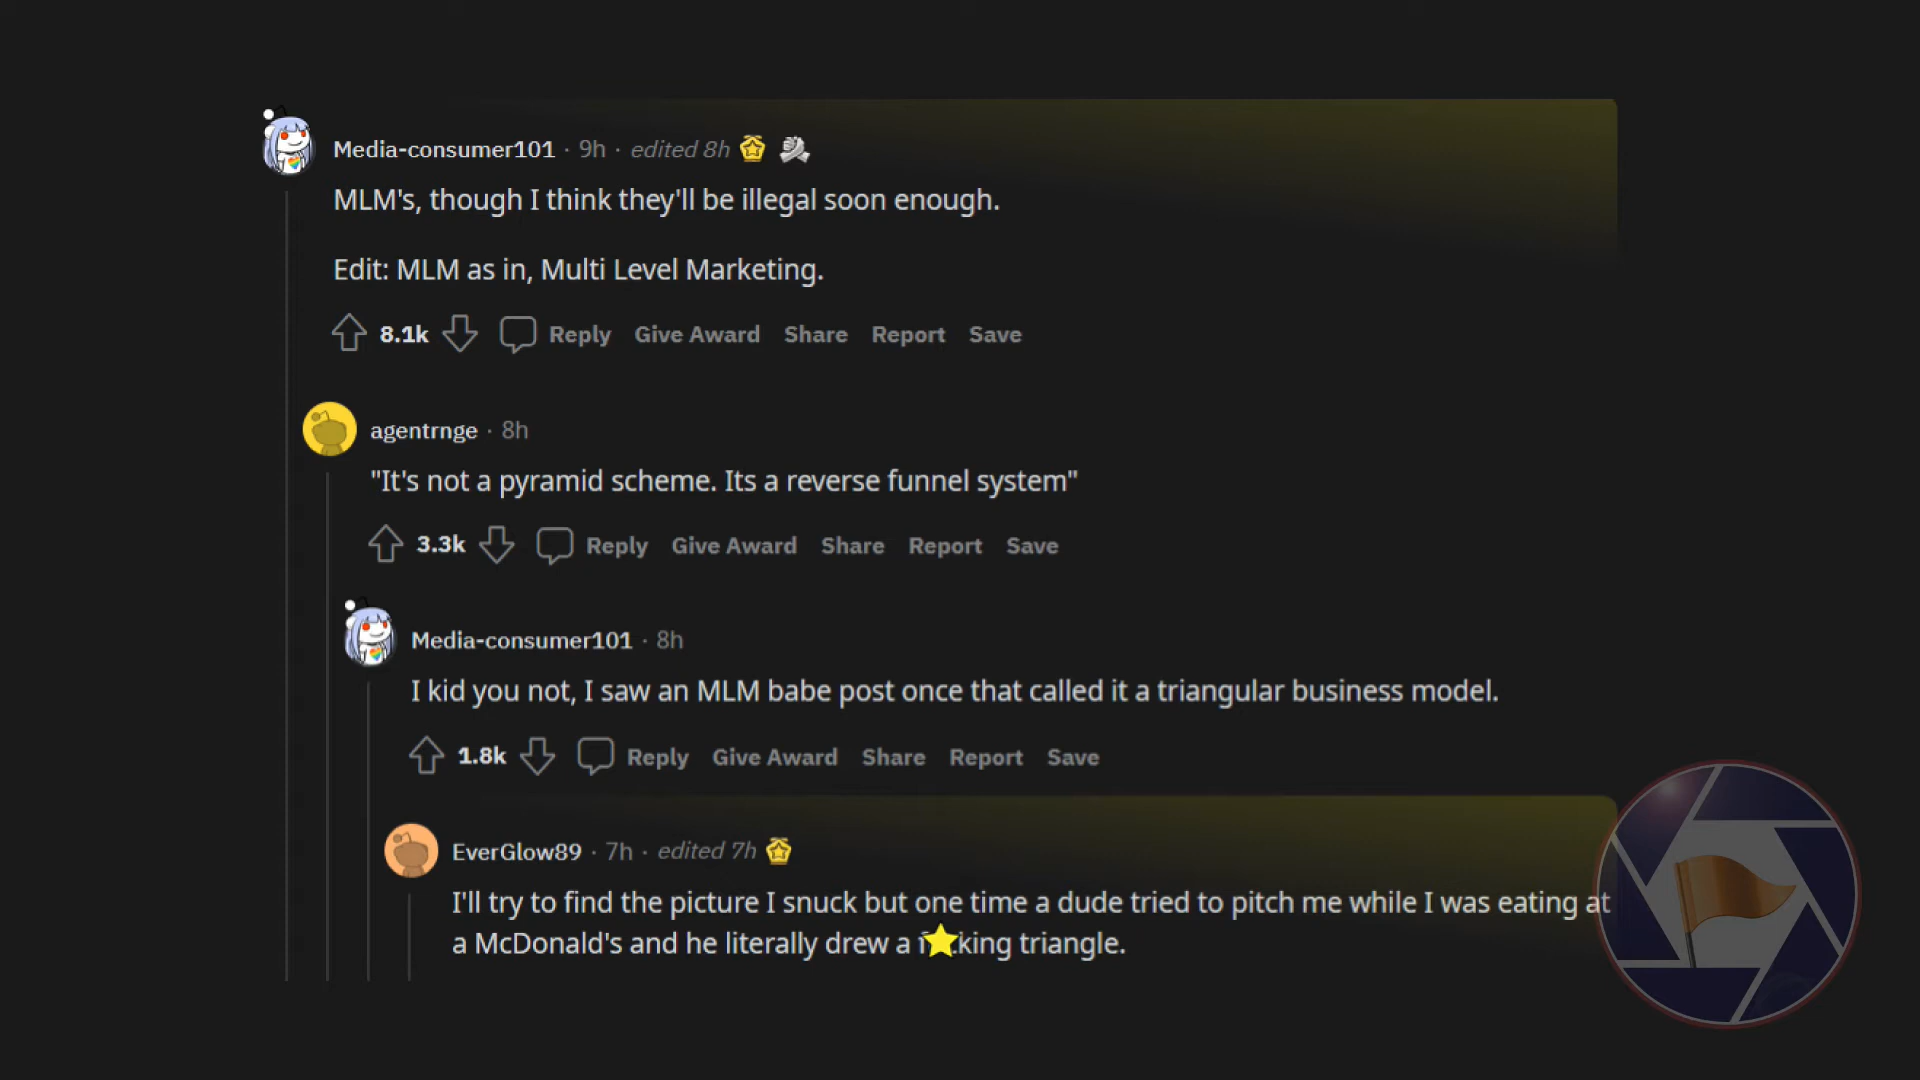 Media-consumer101 · 9h · edited 8h
MLM's, though I think they'll be illegal soon enough.
Edit: MLM as in, Multi Level Marketing.
8.1k Reply Give Award Share Report Save
agentrnge · 8h
"It's not a pyramid scheme. Its a reverse funnel system"
3.3k Reply Give Award Share Report Save
Media-consumer101 · 8h
I kid you not, I saw an MLM babe post once that called it a triangular business model.
1.8k Reply Give Award Share Report Save
EverGlow89 · 7h · edited 7h
I'll try to find the picture I snuck but one time a dude tried to pitch me while I was eating at
a McDonald's and he literally drew a f⭐king triangle.